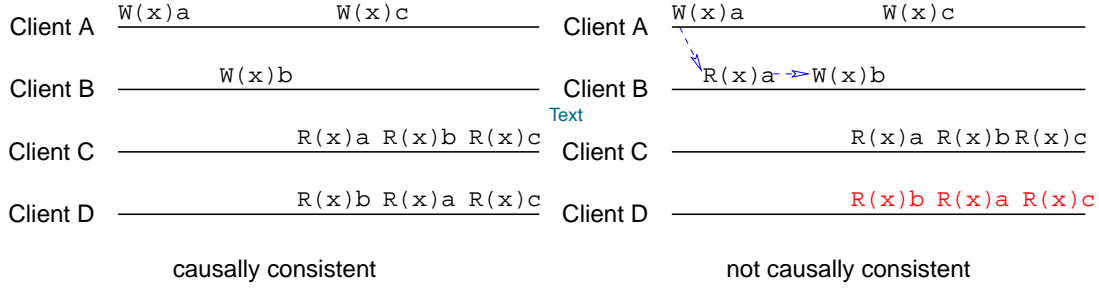 W(x)a W(x)c
Client A
W(x)b
Client B
R(x)a R(x)b R(x)c
Client C
R(x)b R(x)a R(x)c
Client D
causally consistent
Text
W(x)a W(x)c
Client A
R(x)a W(x)b
Client B
R(x)a R(x)b R(x)c
Client C
R(x)b R(x)a R(x)c
Client D
not causally consistent